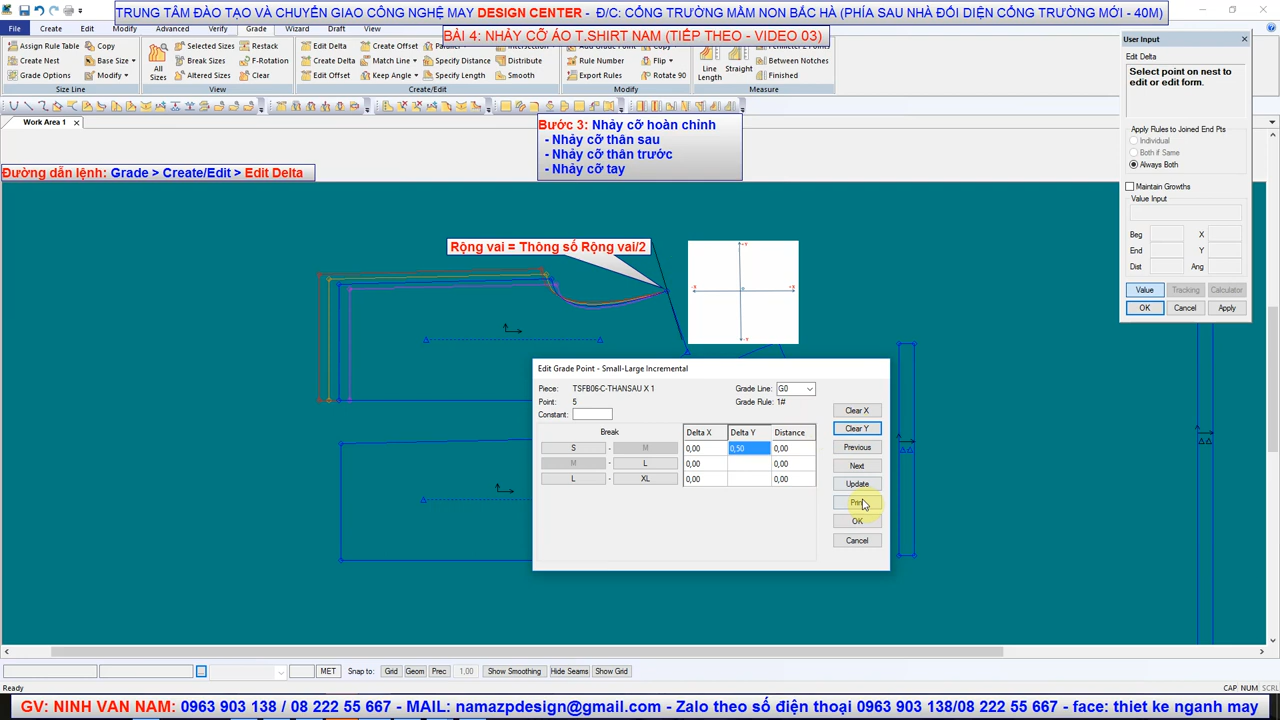 TRUNG TÂM ĐÀO TẠO VÀ CHUYỂN GIAO CÔNG NGHỆ MAY DESIGN CENTER - Đ/C: CỔNG TRƯỜNG MẦM NON BẮC HÀ (PHÍA SAU NHÀ ĐỐI DIỆN CỔNG TRƯỜNG MỚI - 40M)
File Create Edit Modify Advanced Verify Grade Wizard Draft View
BÀI 4: NHẢY CỠ ÁO T.SHIRT NAM (TIẾP THEO - VIDEO 03)
Assign Rule Table Copy Selected Sizes Restack Edit Delta Create Offset Perimeters Distribute Add Grade Point Copy
Create Nest Base Size Break Sizes F-Rotation Create Delta Match Line Specify Distance Intersection Rule Number Flip Between Notches
Grade Options Modify All Sizes Altered Sizes Clear Edit Offset Keep Angle Specify Length Smooth Export Rules Rotate 90 Line Length Straight Finished
Size Line View Create/Edit Modify Measure
Work Area 1
Bước 3: Nhảy cỡ hoàn chỉnh
- Nhảy cỡ thân sau
- Nhảy cỡ thân trước
- Nhảy cỡ tay
Đường dẫn lệnh: Grade > Create/Edit > Edit Delta
Rộng vai = Thông số Rộng vai/2
+Y
-X +X
-Y
User Input
Edit Delta
Select point on nest to
edit or edit form.
Apply Rules to Joined End Pts
Individual
Both if Same
Always Both
Maintain Growths
Value Input
Beg X
End Y
Dist Ang
Value Tracking Calculator
OK Cancel Apply
Edit Grade Point - Small-Large Incremental
Piece: TSFB06-C-THANSAU X 1 Grade Line: G0
Point: 5 Grade Rule: 1#
Constant:
Break Delta X Delta Y Distance
S - M 0,00 0,50 0,00
M - L 0,00 0,00
L - XL 0,00 0,00
Clear X
Clear Y
Previous
Next
Update
OK
Cancel
MET Snap to: Grid Geom Prec 1,00 Show Smoothing Hide Seams Show Grid
Ready CAP NUM SCRL
GV: NINH VAN NAM: 0963 903 138 / 08 222 55 667 - MAIL: namazpdesign@gmail.com - Zalo theo số điện thoại 0963 903 138/08 222 55 667 - face: thiet ke nganh may